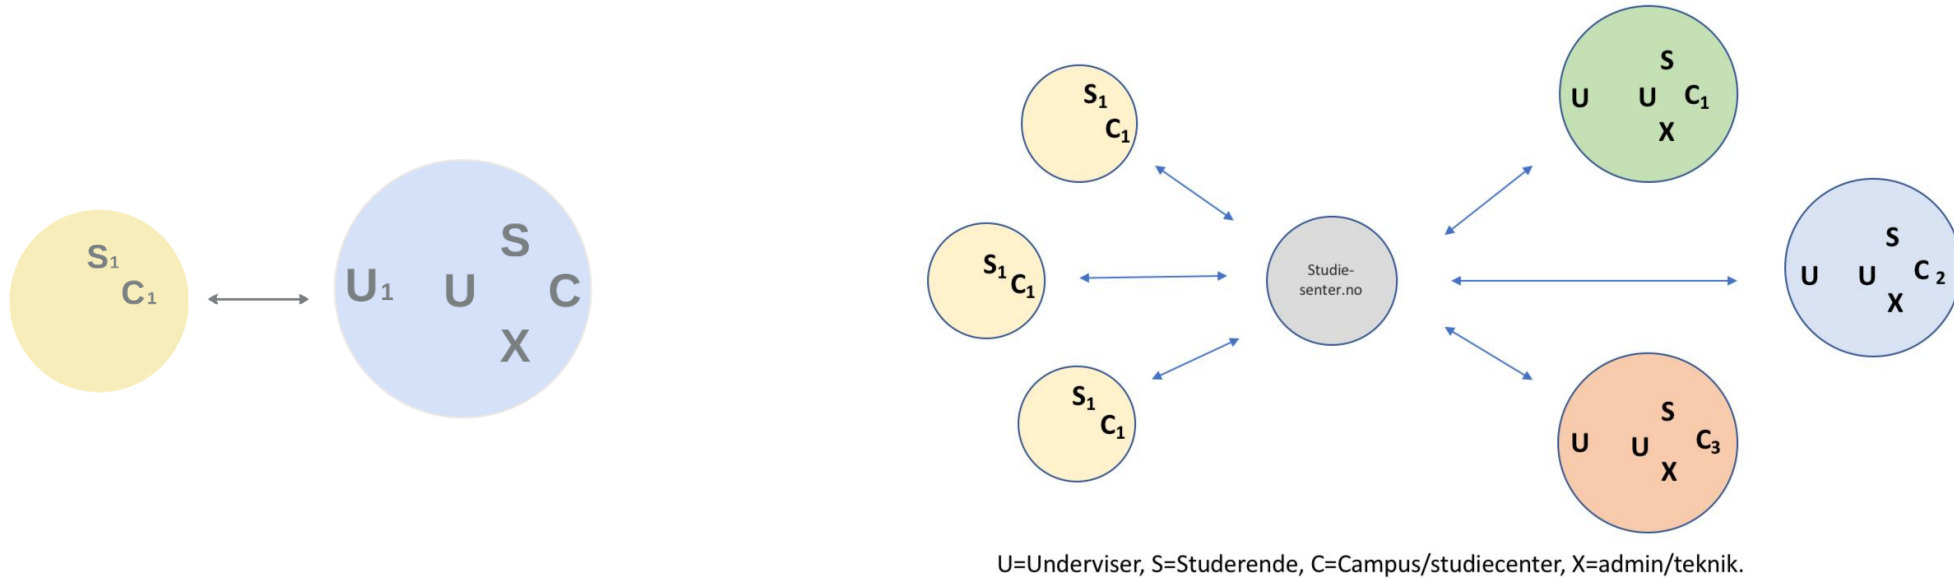 S1
C1
U1 U S C
X
S1
C1
S1
C1
S1
C1
Studie-
senter.no
S
U U C1
X
S
U U C 2
X
S
U U C3
X
U=Underviser, S=Studerende, C=Campus/studiecenter, X=admin/teknik.